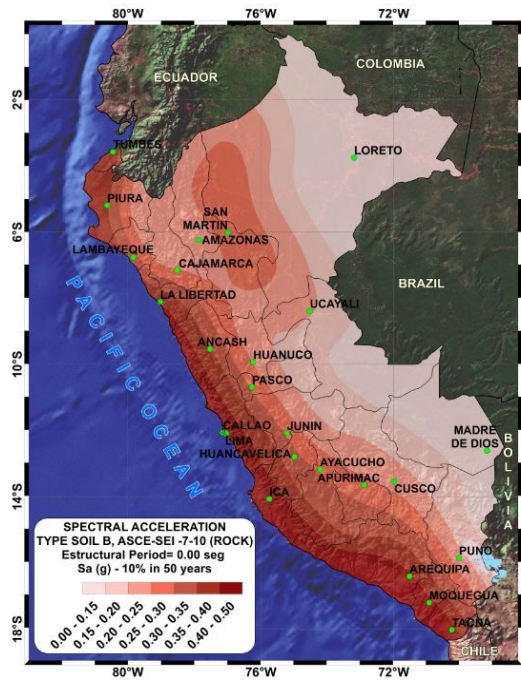 80°W 76°W 72°W
COLOMBIA
ECUADOR
2°S
TUMBES
LORETO
PIURA
SAN
MARTIN
6°S
AMAZONAS
LAMBAYEQUE
CAJAMARCA
BRAZIL
LA LIBERTAD
UCAYALI
PACIFIC OCEAN
ANCASH
HUANUCO
10°S
PASCO
CALLAO
JUNIN
LIMA
MADRE
DE DIOS
HUANCAVELICA
AYACUCHO
APURIMAC
CUSCO
BOLIVIA
14°S
ICA
PUNO
AREQUIPA
MOQUEGUA
TACNA
18°S
CHILE
SPECTRAL ACCELERATION
TYPE SOIL B, ASCE-SEI -7-10 (ROCK)
Estructural Period= 0.00 seg
Sa (g) - 10% in 50 years
0.00 - 0.15
0.15 - 0.20
0.20 - 0.25
0.25 - 0.30
0.30 - 0.35
0.35 - 0.40
0.40 - 0.50
80°W 76°W 72°W